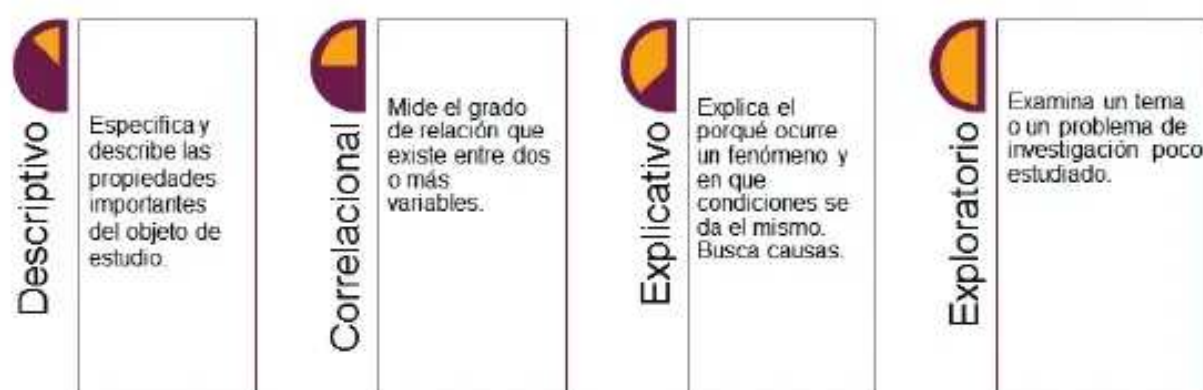 Descriptivo
Especifica y
describe las
propiedades
importantes
del objeto de
estudio.
Correlacional
Mide el grado
de relación que
existe entre dos
o más
variables.
Explicativo
Explica el
porqué ocurre
un fenómeno y
en que
condiciones se
da el mismo.
Busca causas.
Exploratorio
Examina un tema
o un problema de
investigación poco
estudiado.